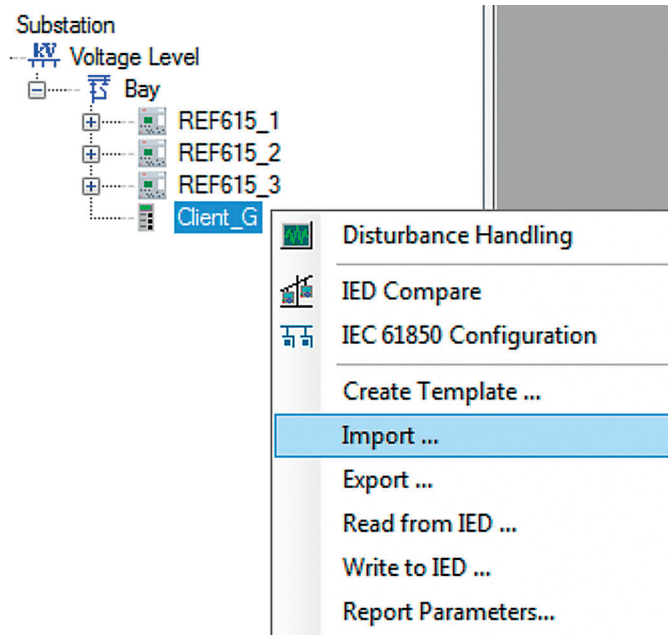 Substation
kV Voltage Level
Bay
REF615_1
REF615_2
REF615_3
Client_G
Disturbance Handling
IED Compare
IEC 61850 Configuration
Create Template ...
Import ...
Export ...
Read from IED ...
Write to IED ...
Report Parameters...